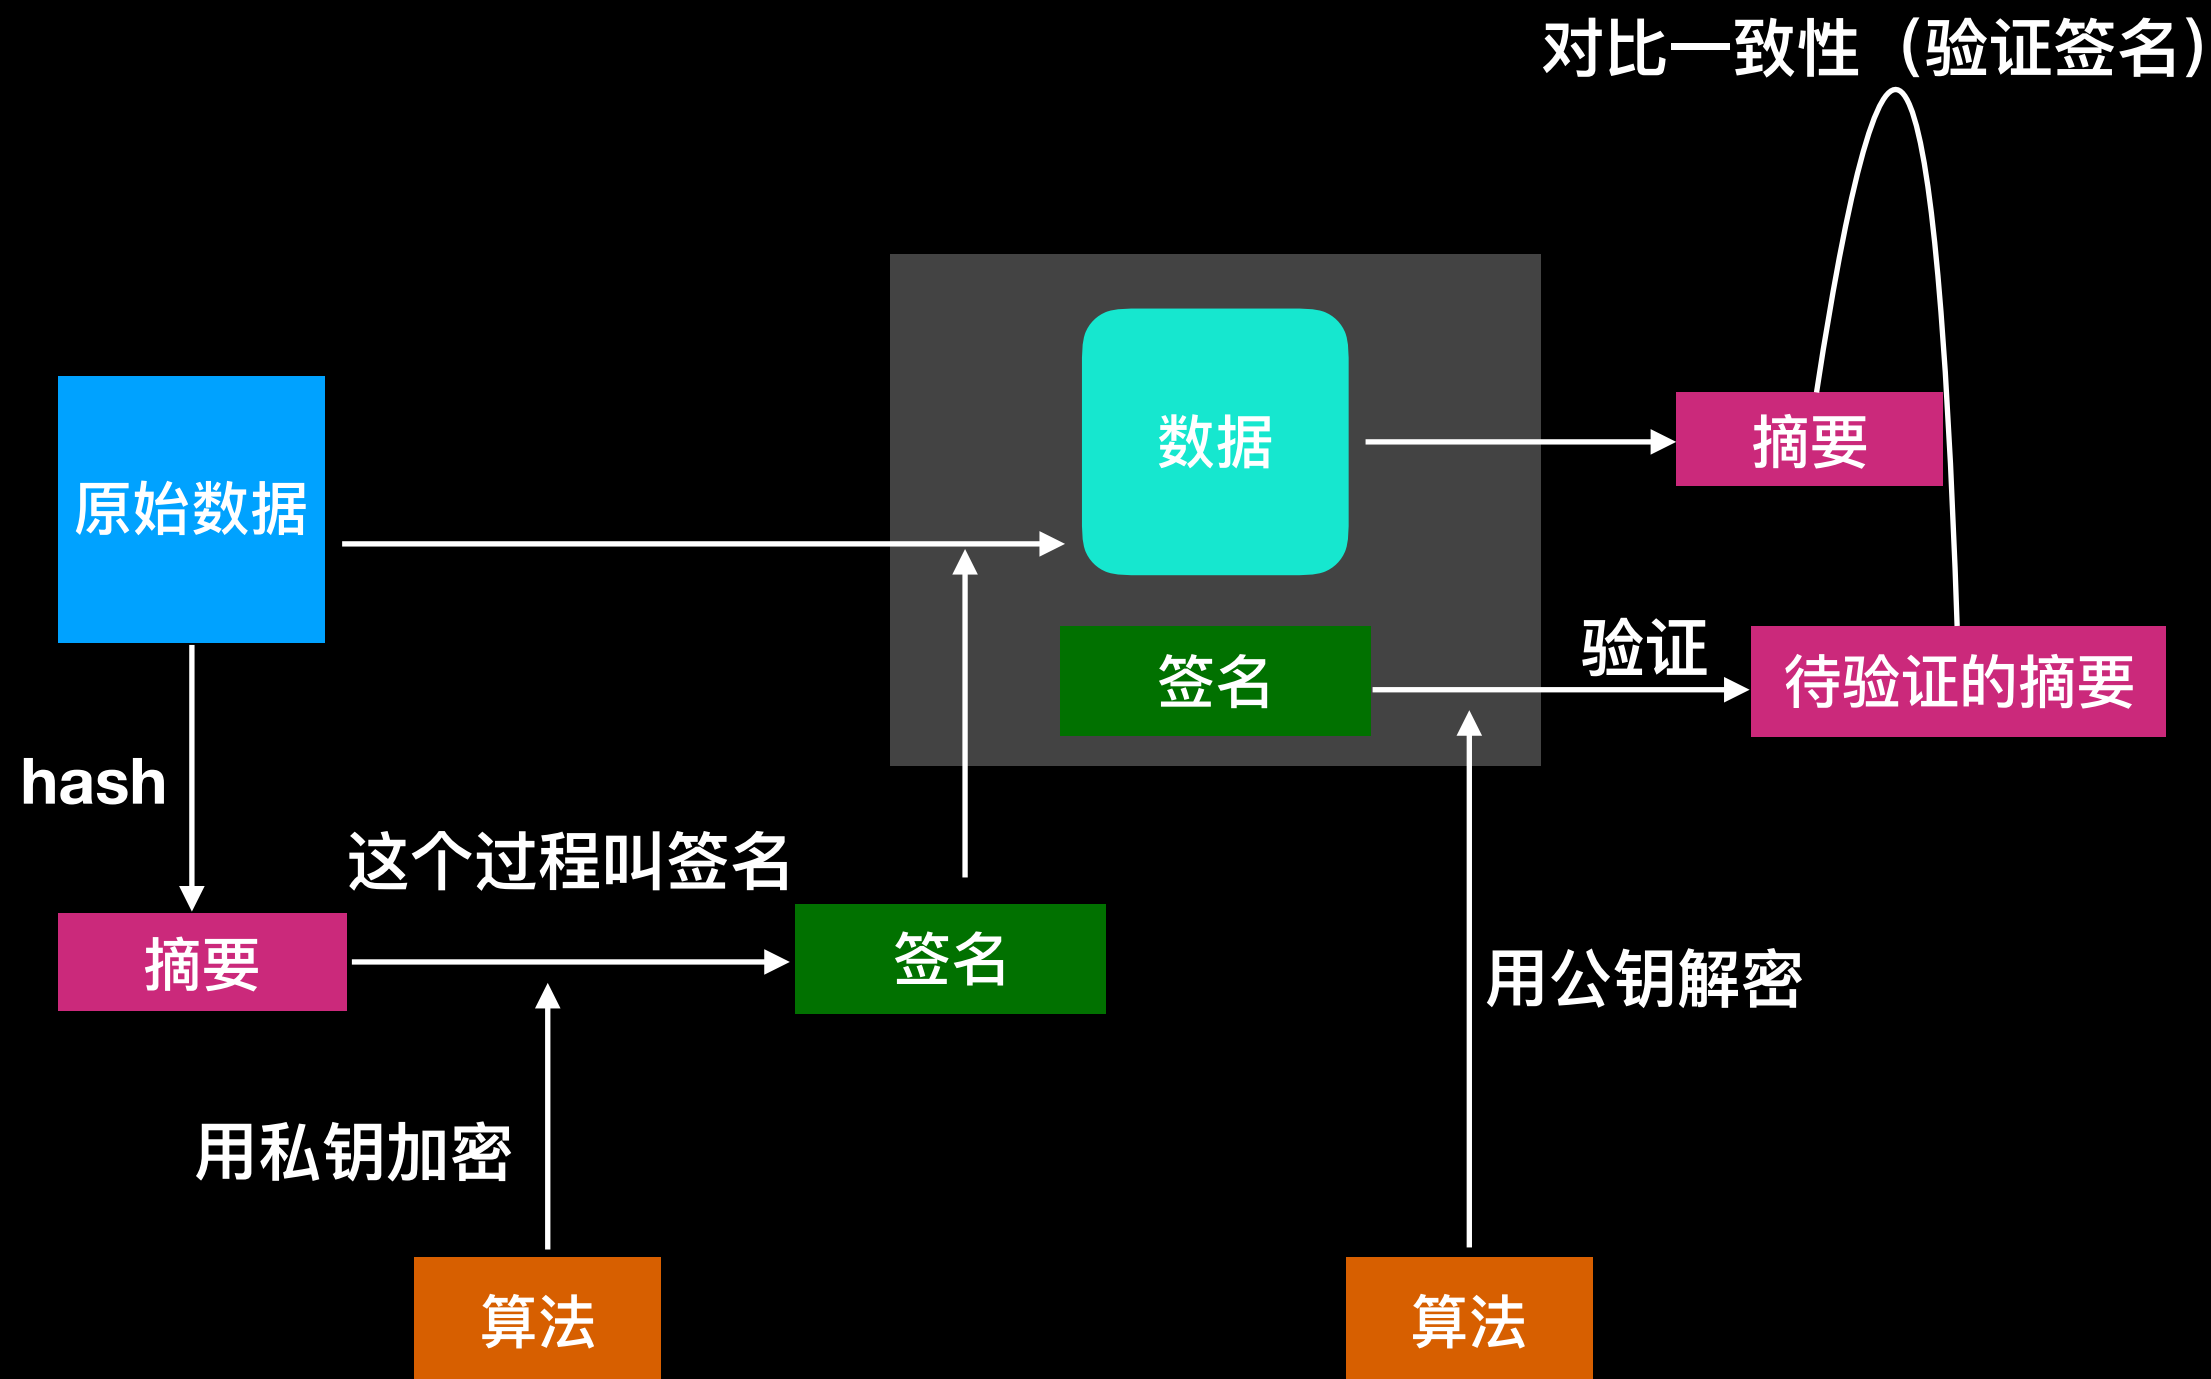 对比一致性（验证签名）
数据
摘要
原始数据
验证
签名
待验证的摘要
hash
这个过程叫签名
摘要
签名
用公钥解密
用私钥加密
算法
算法